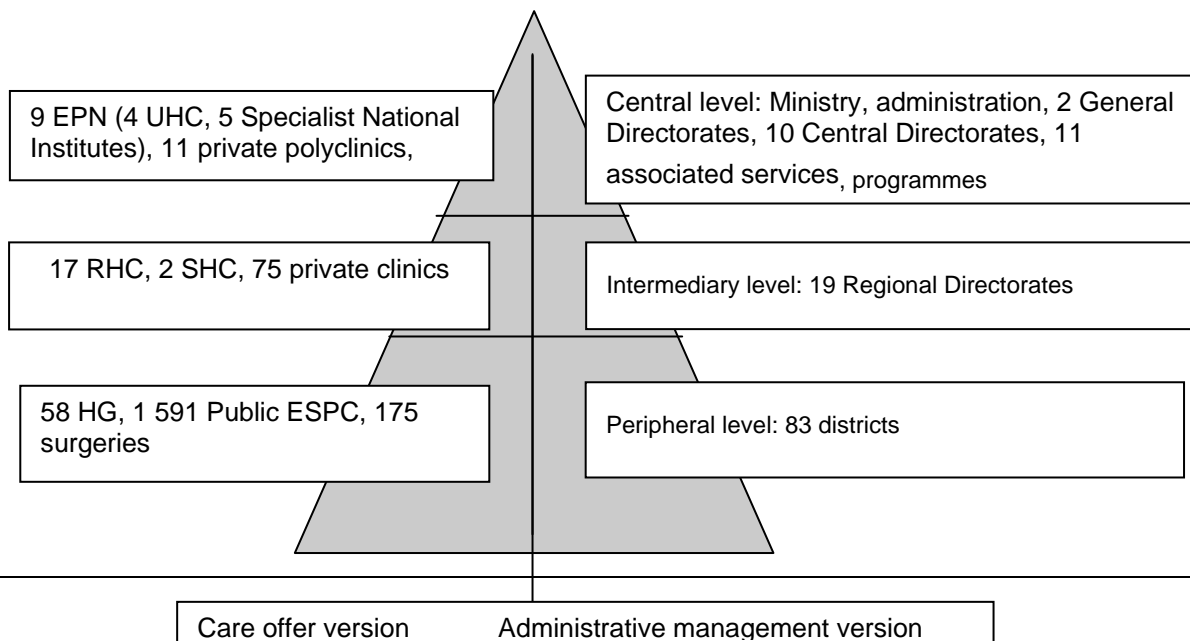 9 EPN (4 UHC, 5 Specialist National
Institutes), 11 private polyclinics,
Central level: Ministry, administration, 2 General
Directorates, 10 Central Directorates, 11
associated services, programmes
17 RHC, 2 SHC, 75 private clinics
Intermediary level: 19 Regional Directorates
58 HG, 1 591 Public ESPC, 175
surgeries
Peripheral level: 83 districts
Care offer version Administrative management version